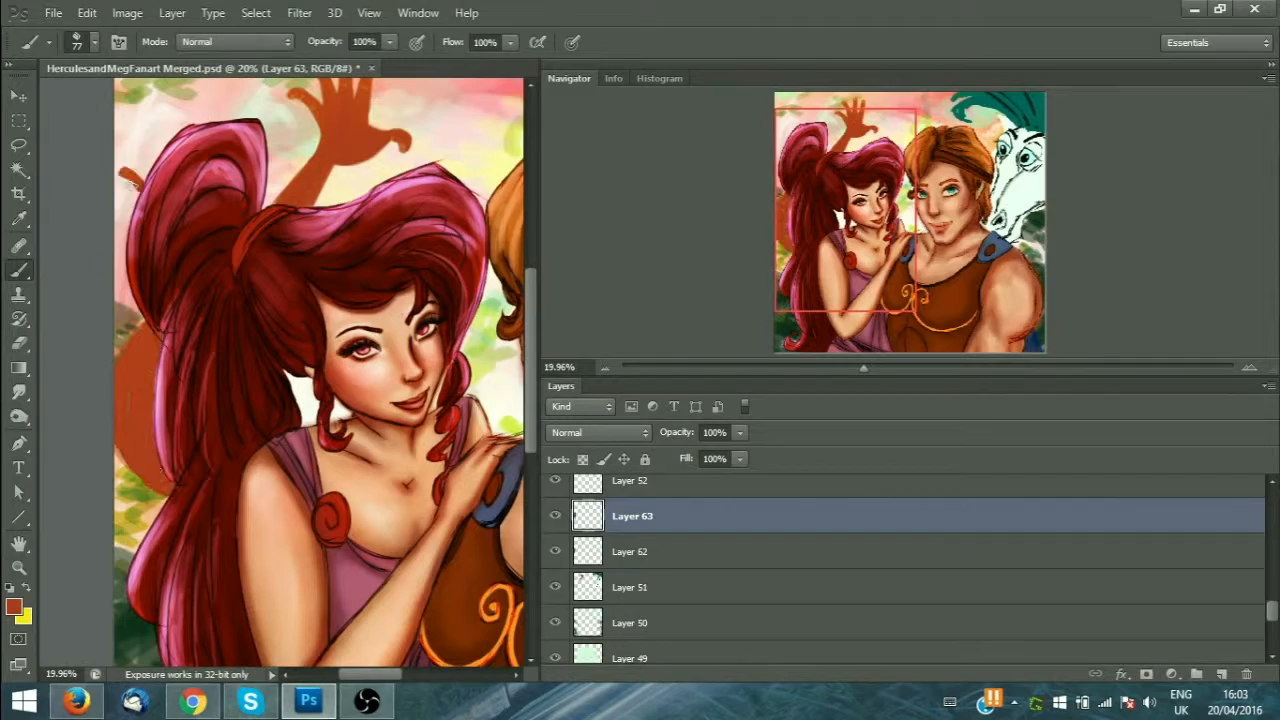 Ps File Edit Image Layer Type Select Filter 3D View Window Help
77 Mode: Normal Opacity: 100% Flow: 100% Essentials
HerculesandMegFanart Merged.psd @ 20% (Layer 63, RGB/8#) * ×
Navigator Info Histogram
19.96%
Layers
Kind
Normal Opacity: 100%
Lock: Fill: 100%
Layer 52
Layer 63
Layer 62
Layer 51
Layer 50
Layer 49
19.96% Exposure works in 32-bit only
Ps
ENG 16:03
UK 20/04/2016